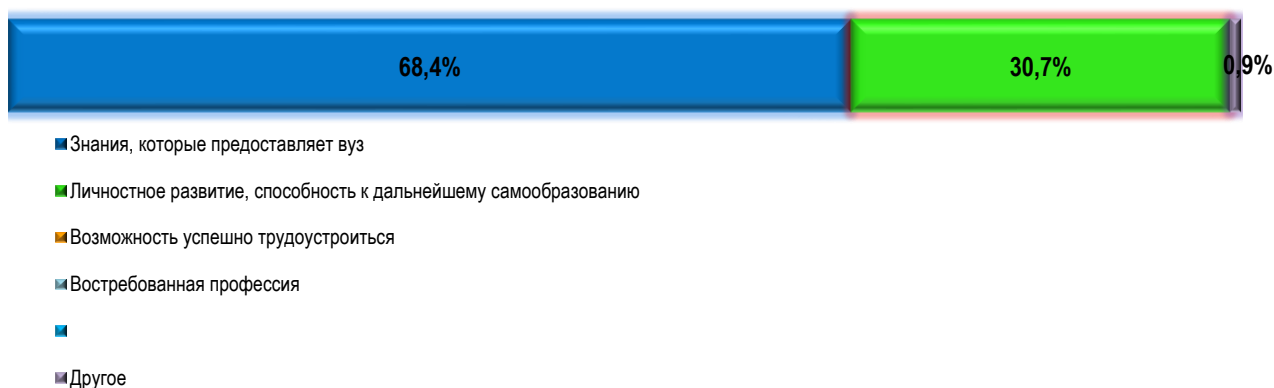 68,4% 30,7% 0,9%
Знания, которые предоставляет вуз
Личностное развитие, способность к дальнейшему самообразованию
Возможность успешно трудоустроиться
Востребованная профессия
Другое